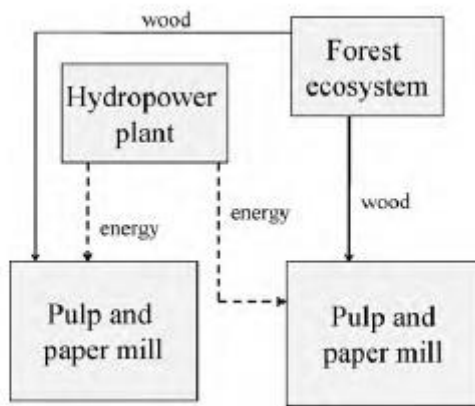 wood
Forest
ecosystem
Hydropower
plant
energy
energy
wood
Pulp and
paper mill
Pulp and
paper mill